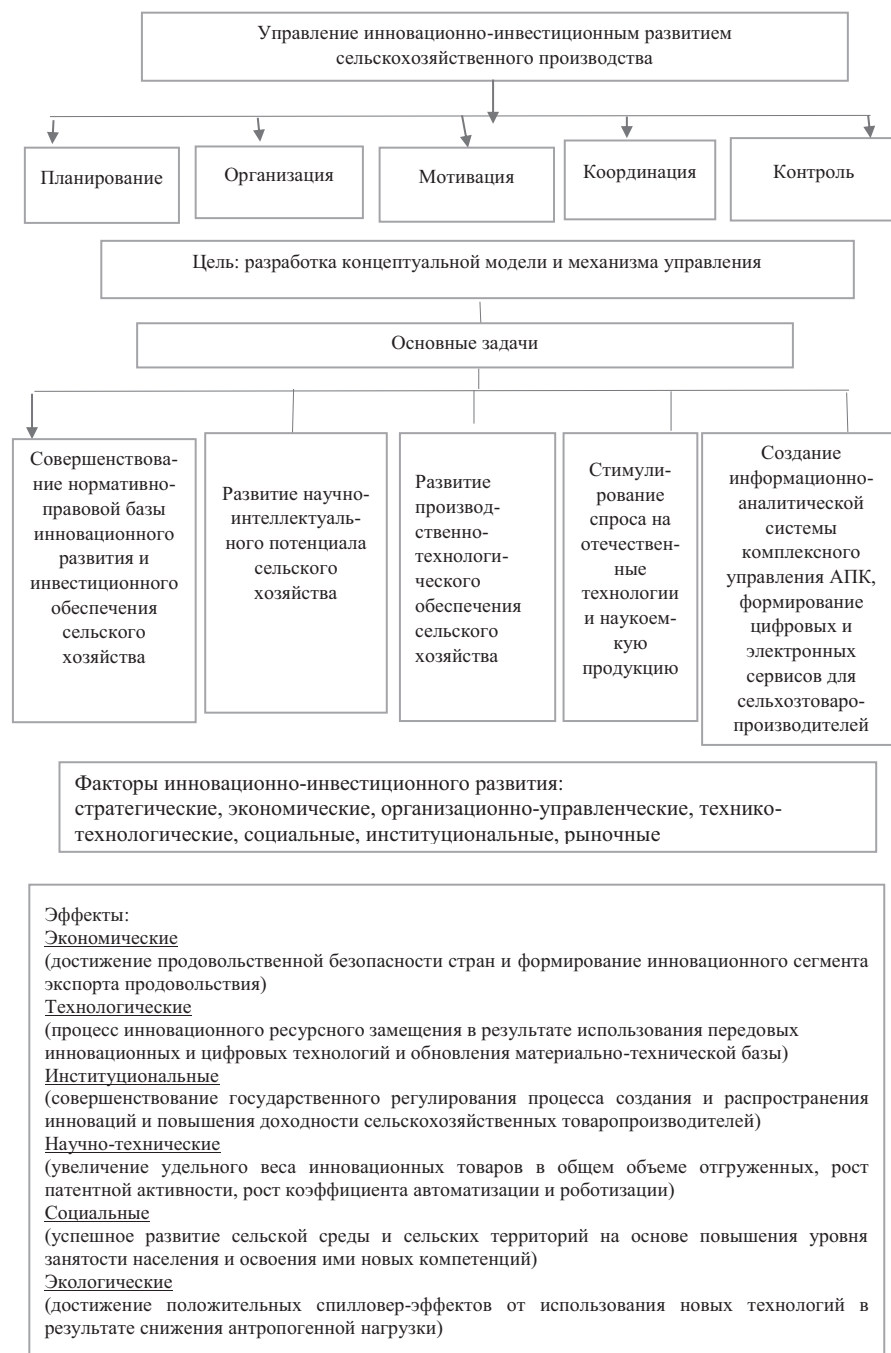 Управление инновационно-инвестиционным развитием
сельскохозяйственного производства
Планирование
Организация
Мотивация
Координация
Контроль
Цель: разработка концептуальной модели и механизма управления
Основные задачи
Совершенствова-
ние нормативно-
правовой базы
инновационного
развития и
инвестиционного
обеспечения
сельского
хозяйства
Развитие научно-
интеллектуаль-
ного потенциала
сельского
хозяйства
Развитие
производ-
ственно-
технологи-
ческого
обеспечения
сельского
хозяйства
Стимули-
рование
спроса на
отечествен-
ные
технологии
и наукоем-
кую
продукцию
Создание
информационно-
аналитической
системы
комплексного
управления АПК,
формирование
цифровых и
электронных
сервисов для
сельхозтоваро-
производителей
Факторы инновационно-инвестиционного развития:
стратегические, экономические, организационно-управленческие, технико-
технологические, социальные, институциональные, рыночные
Эффекты:
Экономические
(достижение продовольственной безопасности стран и формирование инновационного сегмента
экспорта продовольствия)
Технологические
(процесс инновационного ресурсного замещения в результате использования передовых
инновационных и цифровых технологий и обновления материально-технической базы)
Институциональные
(совершенствование государственного регулирования процесса создания и распространения
инноваций и повышения доходности сельскохозяйственных товаропроизводителей)
Научно-технические
(увеличение удельного веса инновационных товаров в общем объеме отгруженных, рост
патентной активности, рост коэффициента автоматизации и роботизации)
Социальные
(успешное развитие сельской среды и сельских территорий на основе повышения уровня
занятости населения и освоения ими новых компетенций)
Экологические
(достижение положительных спилловер-эффектов от использования новых технологий в
результате снижения антропогенной нагрузки)